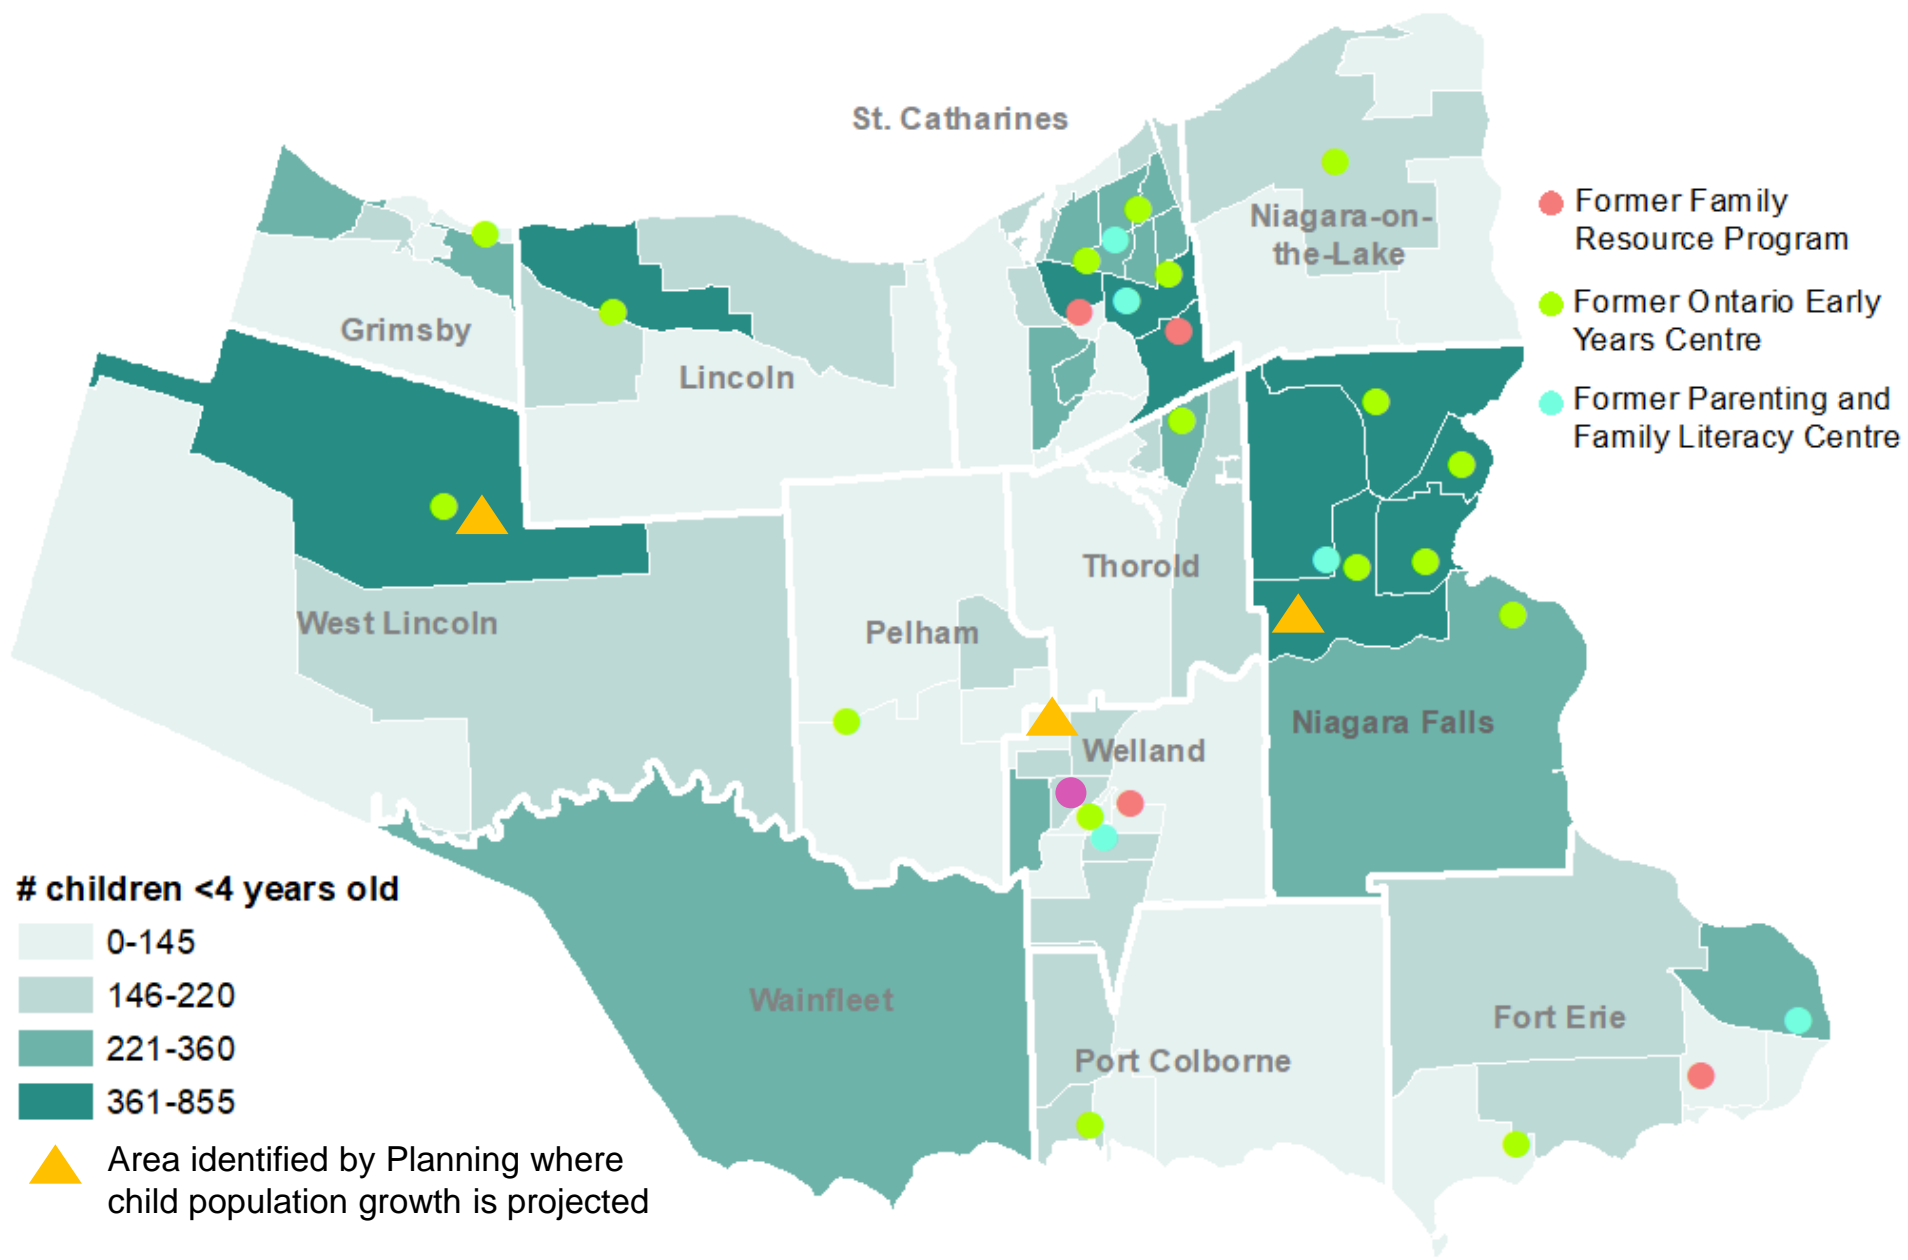 St. Catharines
Niagara-on-
the-Lake
Former Family
Resource Program
Former Ontario Early
Years Centre
Former Parenting and
Family Literacy Centre
Grimsby
Lincoln
Thorold
West Lincoln
Pelham
Niagara Falls
Welland
Wainfleet
Fort Erie
Port Colborne
# children <4 years old
0-145
146-220
221-360
361-855
Area identified by Planning where
child population growth is projected